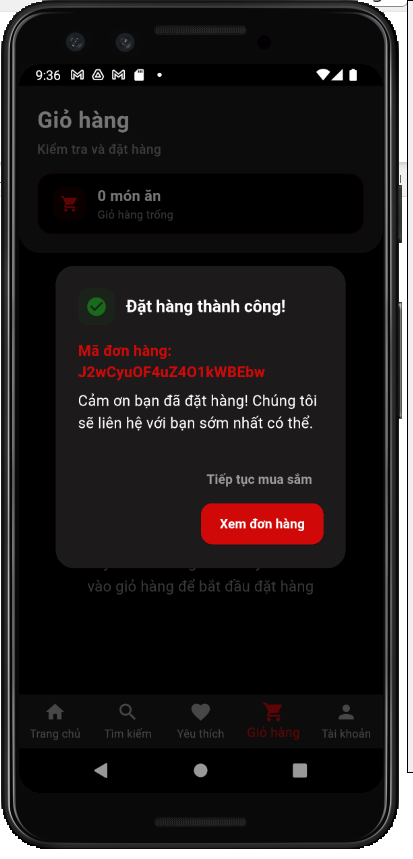 9:36
Giỏ hàng
Kiểm tra và đặt hàng
0 món ăn
Giỏ hàng trống
Đặt hàng thành công!
Mã đơn hàng:
J2wCyuOF4uZ4O1kWBEbw
Cảm ơn bạn đã đặt hàng! Chúng tôi
sẽ liên hệ với bạn sớm nhất có thể.
Tiếp tục mua sắm
Xem đơn hàng
vào giỏ hàng để bắt đầu đặt hàng
Trang chủ
Tìm kiếm
Yêu thích
Giỏ hàng
Tài khoản